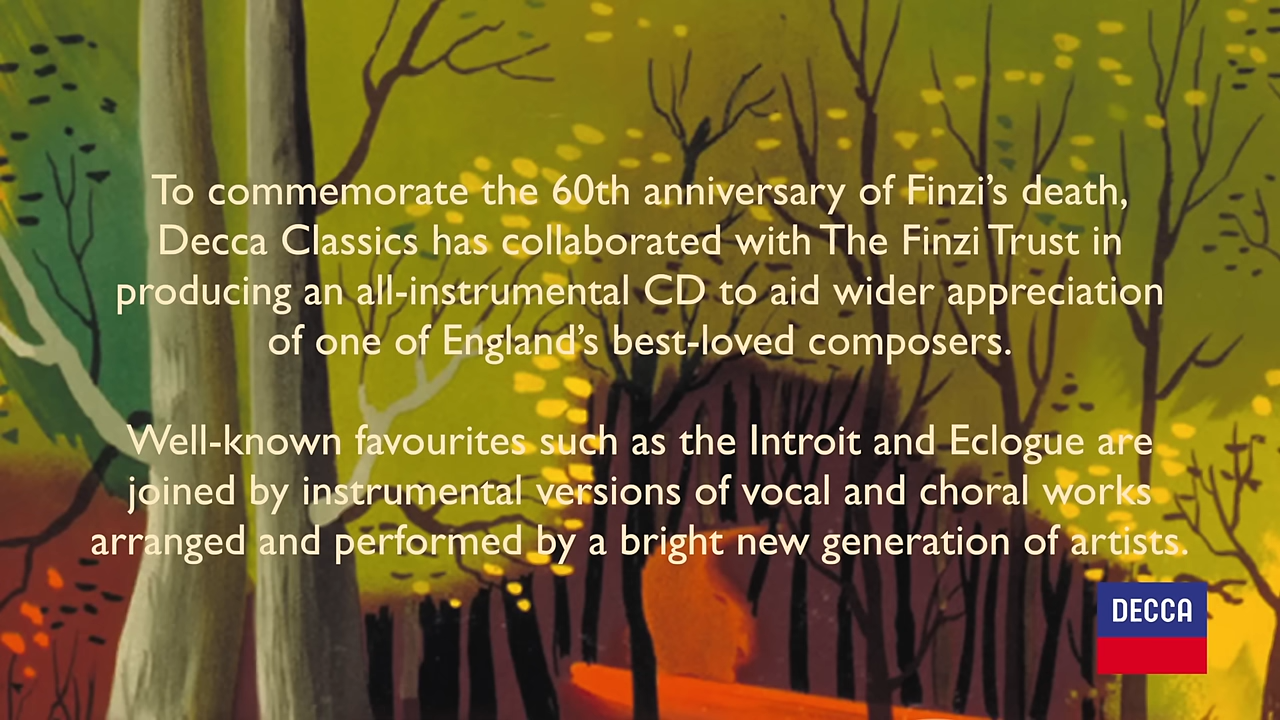 To commemorate the 60th anniversary of Finzi’s death,
Decca Classics has collaborated with The Finzi Trust in
producing an all-instrumental CD to aid wider appreciation
of one of England’s best-loved composers.
Well-known favourites such as the Introit and Eclogue are
joined by instrumental versions of vocal and choral works
arranged and performed by a bright new generation of artists.
DECCA